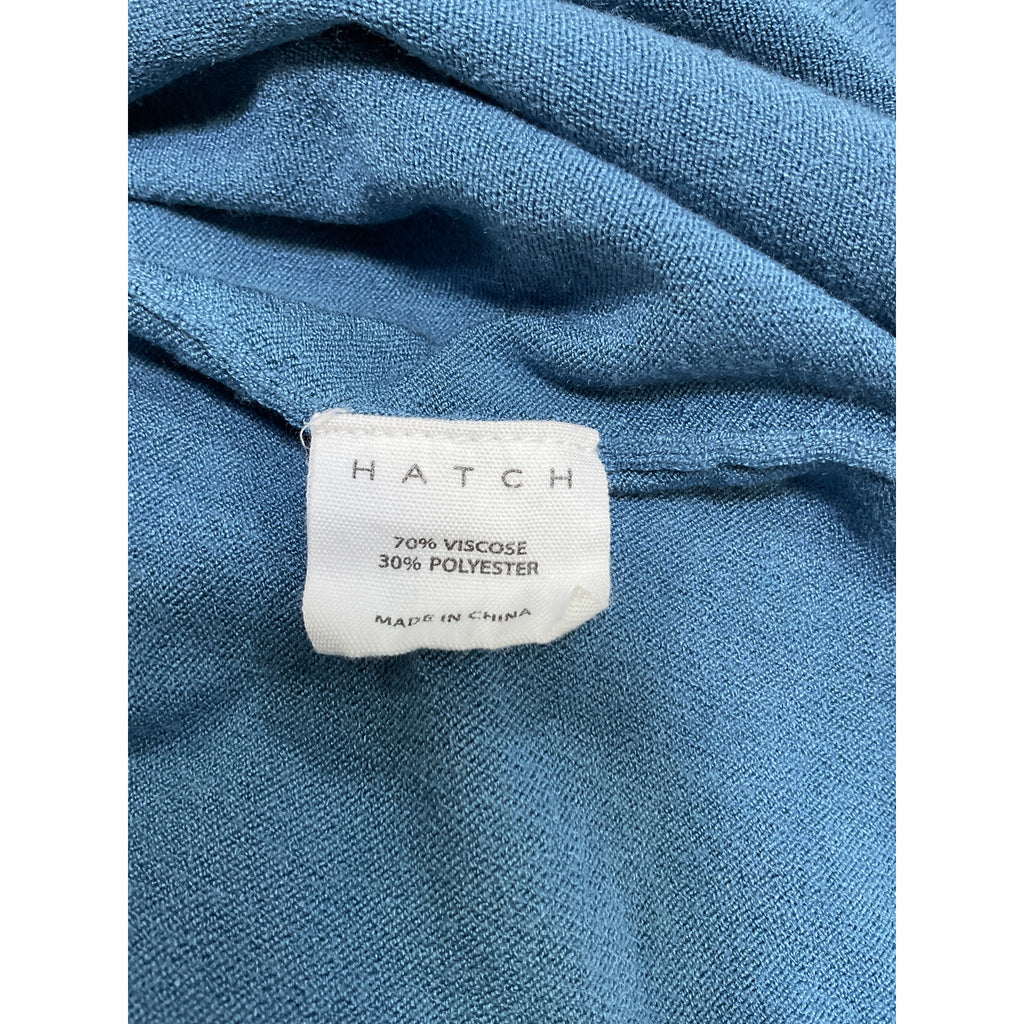 HATCH
70% VISCOSE
30% POLYESTER
MADE IN CHINA